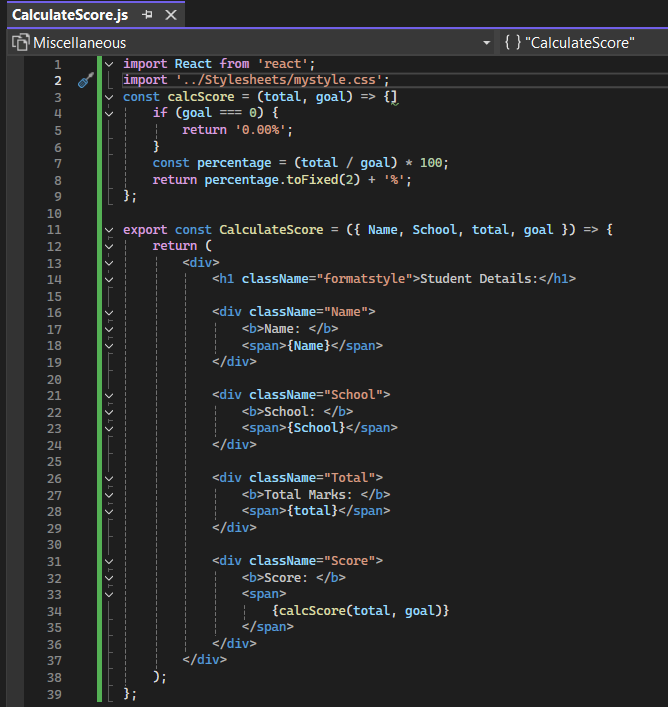 CalculateScore.js
Miscellaneous
{ } "CalculateScore"
1 import React from 'react';
2 import '../Stylesheets/mystyle.css';
3 const calcScore = (total, goal) => {
4     if (goal === 0) {
5         return '0.00%';
6     }
7     const percentage = (total / goal) * 100;
8     return percentage.toFixed(2) + '%';
9 };
10
11 export const CalculateScore = ({ Name, School, total, goal }) => {
12     return (
13         <div>
14             <h1 className="formatstyle">Student Details:</h1>
15
16             <div className="Name">
17                 <b>Name: </b>
18                 <span>{Name}</span>
19             </div>
20
21             <div className="School">
22                 <b>School: </b>
23                 <span>{School}</span>
24             </div>
25
26             <div className="Total">
27                 <b>Total Marks: </b>
28                 <span>{total}</span>
29             </div>
30
31             <div className="Score">
32                 <b>Score: </b>
33                 <span>
34                     {calcScore(total, goal)}
35                 </span>
36             </div>
37         </div>
38     );
39 };